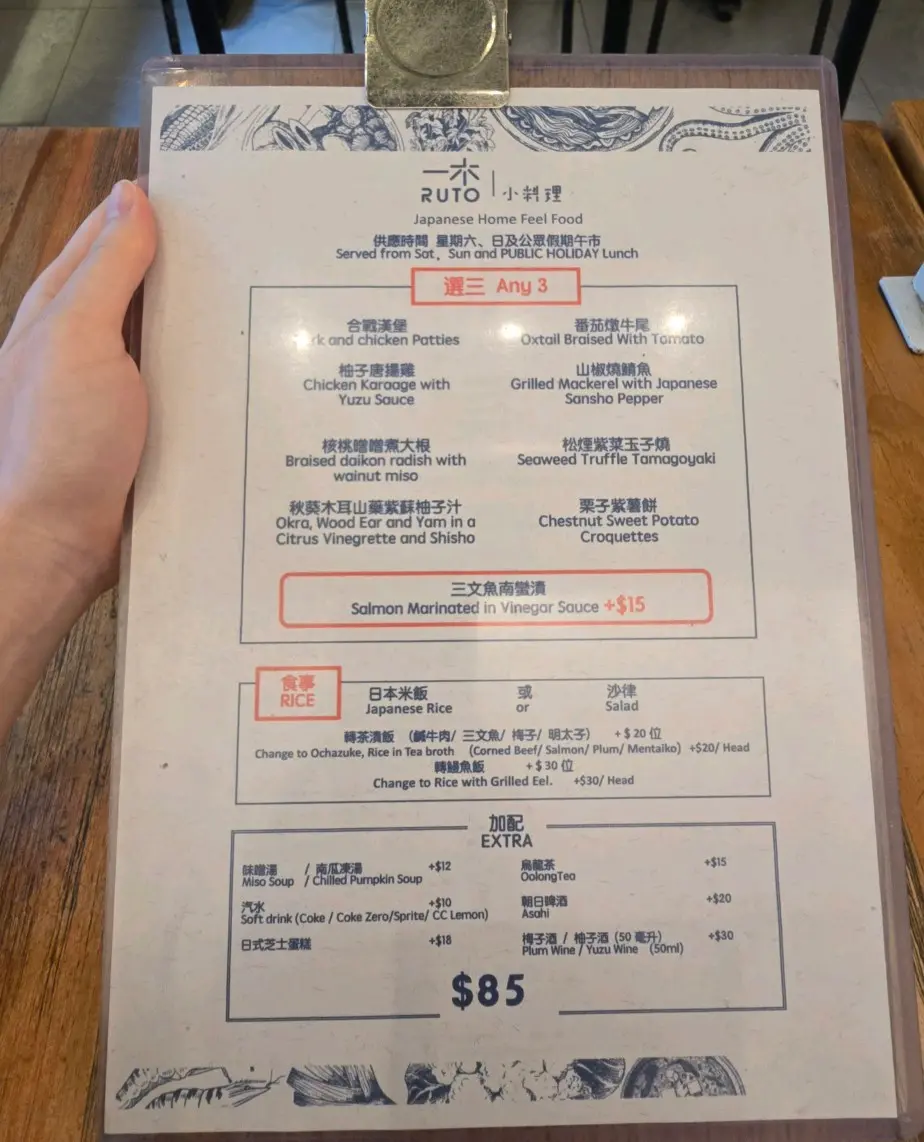 一木 | 小料理
RUTO
Japanese Home Feel Food
供應時間 星期六、日及公眾假期午市
Served from Sat、Sun and PUBLIC HOLIDAY Lunch
選三 Any 3
合戰漢堡
and chicken Patties
番茄燉牛尾
Oxtail Braised With Tomato
柚子唐揚雞
Chicken Karaage with
Yuzu Sauce
山椒燒鯖魚
Grilled Mackerel with Japanese
Sansho Pepper
核桃噌噌煮大根
Braised daikon radish with
wainut miso
松煙紫菜玉子燒
Seaweed Truffle Tamagoyaki
秋葵木耳山藥紫蘇柚子汁
Okra, Wood Ear and Yam in a
Citrus Vinegrette and Shisho
栗子紫薯餅
Chestnut Sweet Potato
Croquettes
三文魚南蠻漬
Salmon Marinated in Vinegar Sauce +$15
食事
RICE
日本米飯 或 沙律
Japanese Rice or Salad
轉茶漬飯 (鹹牛肉/ 三文魚/ 梅子/ 明太子) +$20 位
Change to Ochazuke, Rice in Tea broth (Corned Beef/ Salmon/ Plum/ Mentaiko) +$20/ Head
轉鰻魚飯 +$30 位
Change to Rice with Grilled Eel. +$30/ Head
加配
EXTRA
味噌湯 / 南瓜凍湯 +$12
Miso Soup / Chilled Pumpkin Soup
汽水 +$10
Soft drink (Coke / Coke Zero/Sprite/ CC Lemon)
日式芝士蛋糕 +$18
烏龍茶 +$15
OolongTea
朝日啤酒 +$20
Asahi
梅子酒 / 柚子酒 (50 毫升) +$30
Plum Wine / Yuzu Wine (50ml)
$85